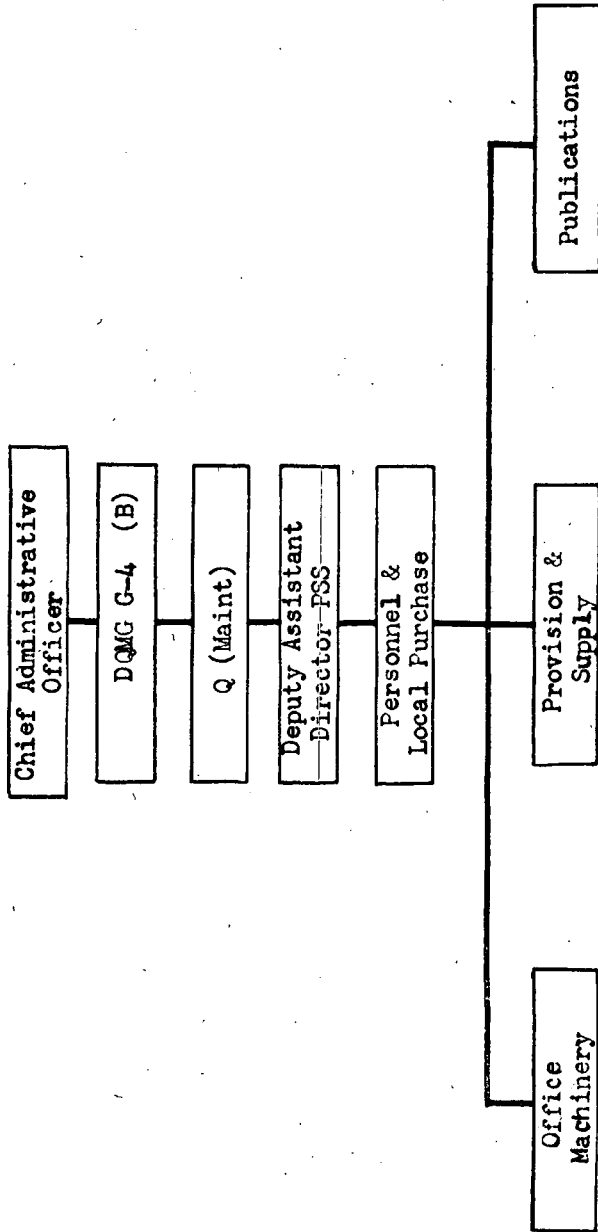 Chief Administrative
Officer
DQMG G-4 (B)
Q (Maint)
Deputy Assistant
Director PSS
Personnel &
Local Purchase
Office
Machinery
Provision &
Supply
Publications